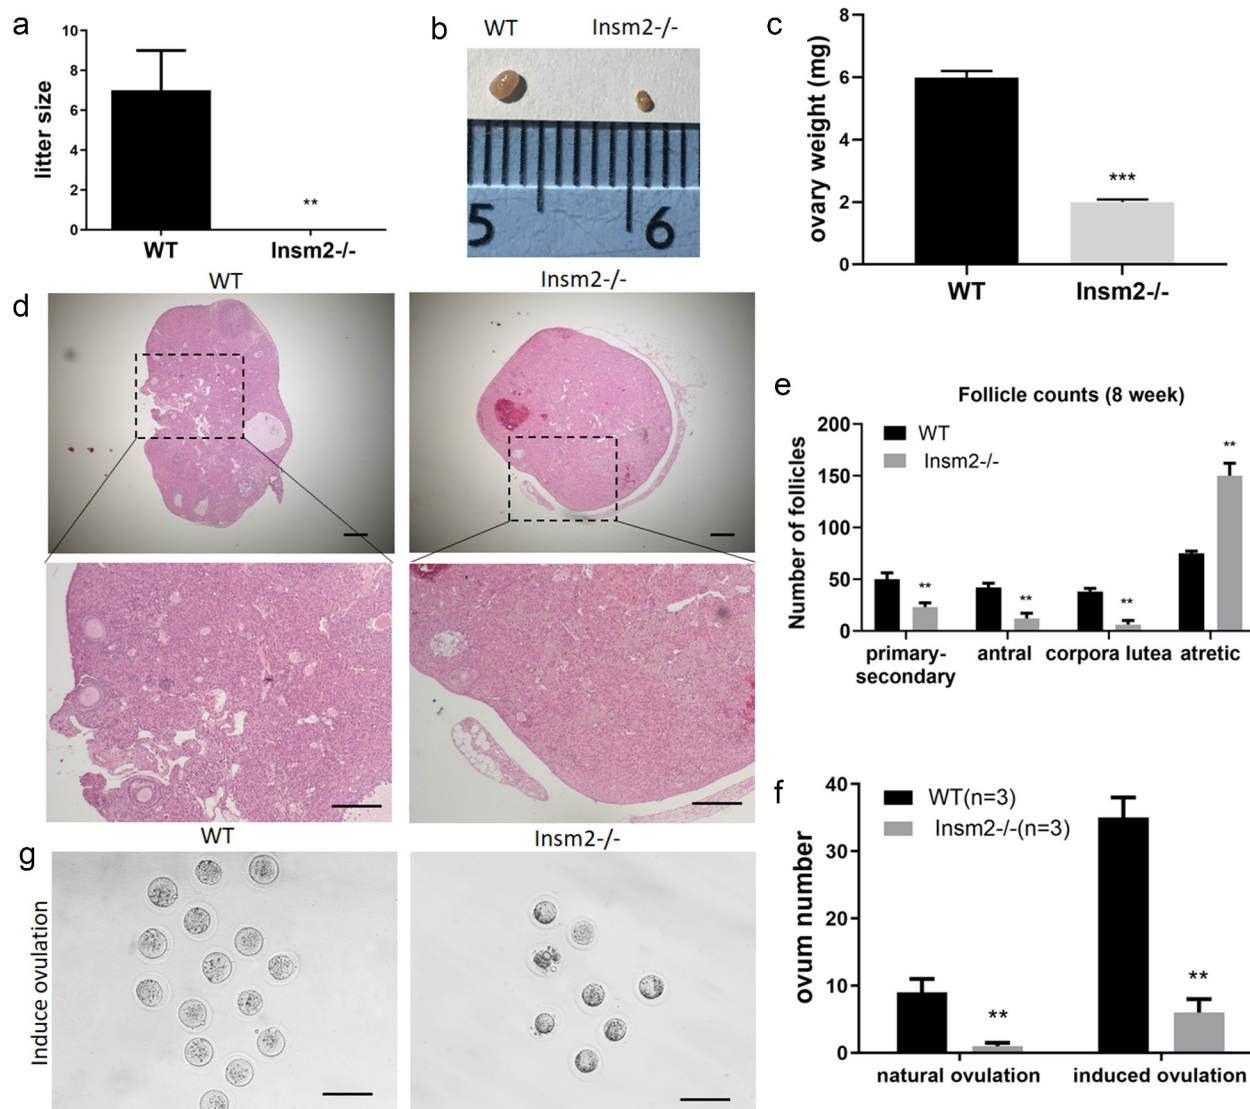 a
10
8
6
4
2
0
litter size
**
WT
Insm2-/-
b
WT
Insm2-/-
5
6
c
8
6
4
2
0
ovary weight (mg)
***
WT
Insm2-/-
d
WT
Insm2-/-
e
Follicle counts (8 week)
WT
Insm2-/-
200
150
100
50
0
Number of follicles
**
**
**
**
primary-
secondary
antral
corpora lutea
atretic
f
WT(n=3)
Insm2-/-(n=3)
40
30
20
10
0
ovum number
**
**
natural ovulation
induced ovulation
g
WT
Insm2-/-
Induce ovulation